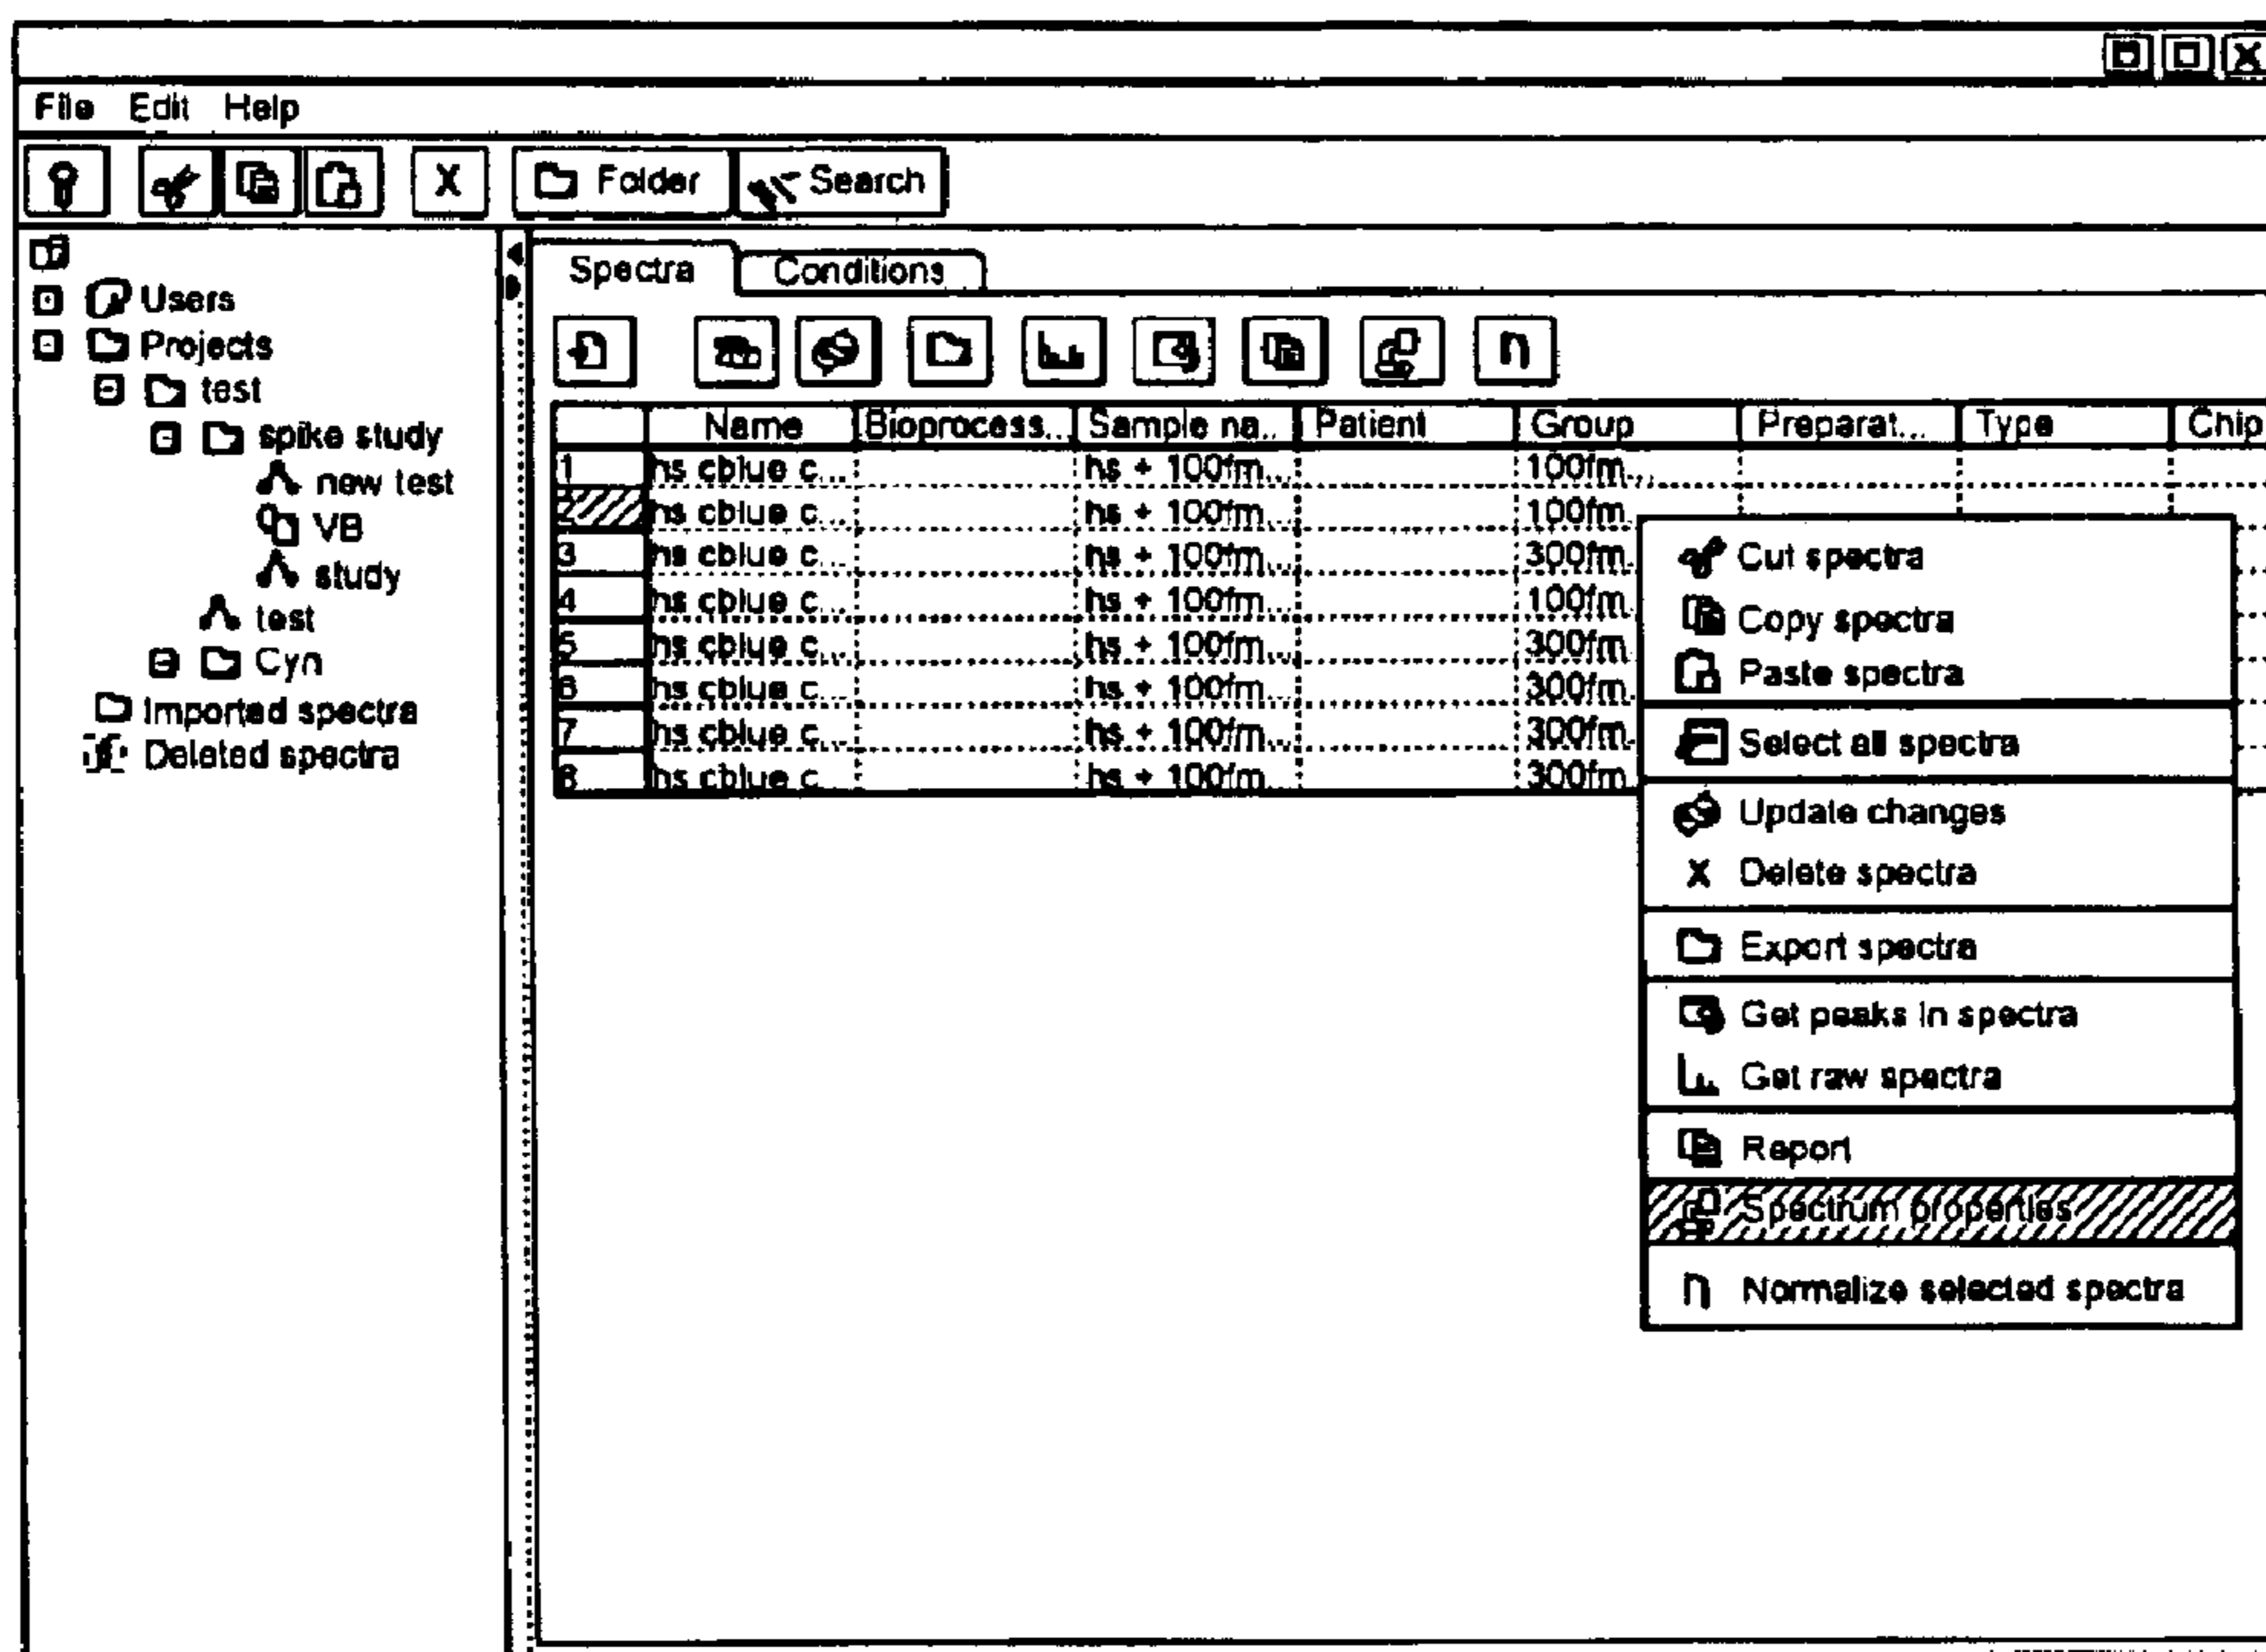 File Edit Help
X Folder Search
Users
Projects
test
spike study
new test
VB
study
test
Cyn
Imported spectra
Deleted spectra
Spectra Conditions
n
Name Bioprocess... Sample na.. Patient Group Preparat... Type Chip
1 hs cblue c... hs + 100fm... 100fm...
2 hs cblue c... hs + 100fm... 100fm.
3 hs cblue c... hs + 100fm... 300fm.
4 hs cblue c... hs + 100fm... 100fm.
5 hs cblue c... hs + 100fm... 300fm.
6 hs cblue c... hs + 100fm... 300fm.
7 hs cblue c... hs + 100fm... 300fm.
8 hs cblue c... hs + 100fm... 300fm.
Cut spectra
Copy spectra
Paste spectra
Select all spectra
Update changes
X Delete spectra
Export spectra
Get peaks in spectra
Get raw spectra
Report
Spectrum properties
n Normalize selected spectra